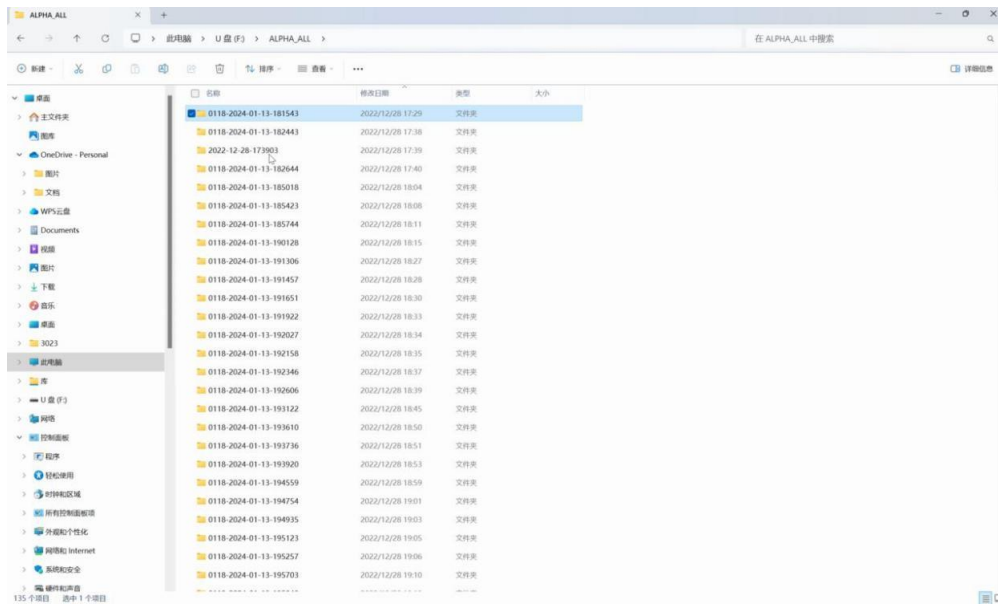 ALPHA_ALL
此电脑 > U 盘 (F:) > ALPHA_ALL >
在 ALPHA_ALL 中搜索
新建
排序
查看
详细信息
桌面
主文件夹
图库
OneDrive - Personal
图片
文档
WPS云盘
Documents
视频
图片
下载
音乐
桌面
3023
此电脑
库
U 盘 (F:)
网络
控制面板
程序
轻松使用
时钟和区域
所有控制面板项
外观和个性化
网络和 Internet
系统和安全
硬件和声音
名称 修改日期 类型 大小
0118-2024-01-13-181543 2022/12/28 17:29 文件夹
0118-2024-01-13-182443 2022/12/28 17:38 文件夹
2022-12-28-173903 2022/12/28 17:39 文件夹
0118-2024-01-13-182644 2022/12/28 17:40 文件夹
0118-2024-01-13-185018 2022/12/28 18:04 文件夹
0118-2024-01-13-185423 2022/12/28 18:08 文件夹
0118-2024-01-13-185744 2022/12/28 18:11 文件夹
0118-2024-01-13-190128 2022/12/28 18:15 文件夹
0118-2024-01-13-191306 2022/12/28 18:27 文件夹
0118-2024-01-13-191457 2022/12/28 18:28 文件夹
0118-2024-01-13-191651 2022/12/28 18:30 文件夹
0118-2024-01-13-191922 2022/12/28 18:33 文件夹
0118-2024-01-13-192027 2022/12/28 18:34 文件夹
0118-2024-01-13-192158 2022/12/28 18:35 文件夹
0118-2024-01-13-192346 2022/12/28 18:37 文件夹
0118-2024-01-13-192606 2022/12/28 18:39 文件夹
0118-2024-01-13-193122 2022/12/28 18:45 文件夹
0118-2024-01-13-193610 2022/12/28 18:50 文件夹
0118-2024-01-13-193736 2022/12/28 18:51 文件夹
0118-2024-01-13-193920 2022/12/28 18:53 文件夹
0118-2024-01-13-194559 2022/12/28 18:59 文件夹
0118-2024-01-13-194754 2022/12/28 19:01 文件夹
0118-2024-01-13-194935 2022/12/28 19:03 文件夹
0118-2024-01-13-195123 2022/12/28 19:05 文件夹
0118-2024-01-13-195257 2022/12/28 19:06 文件夹
0118-2024-01-13-195703 2022/12/28 19:10 文件夹
135 个项目 选中 1 个项目